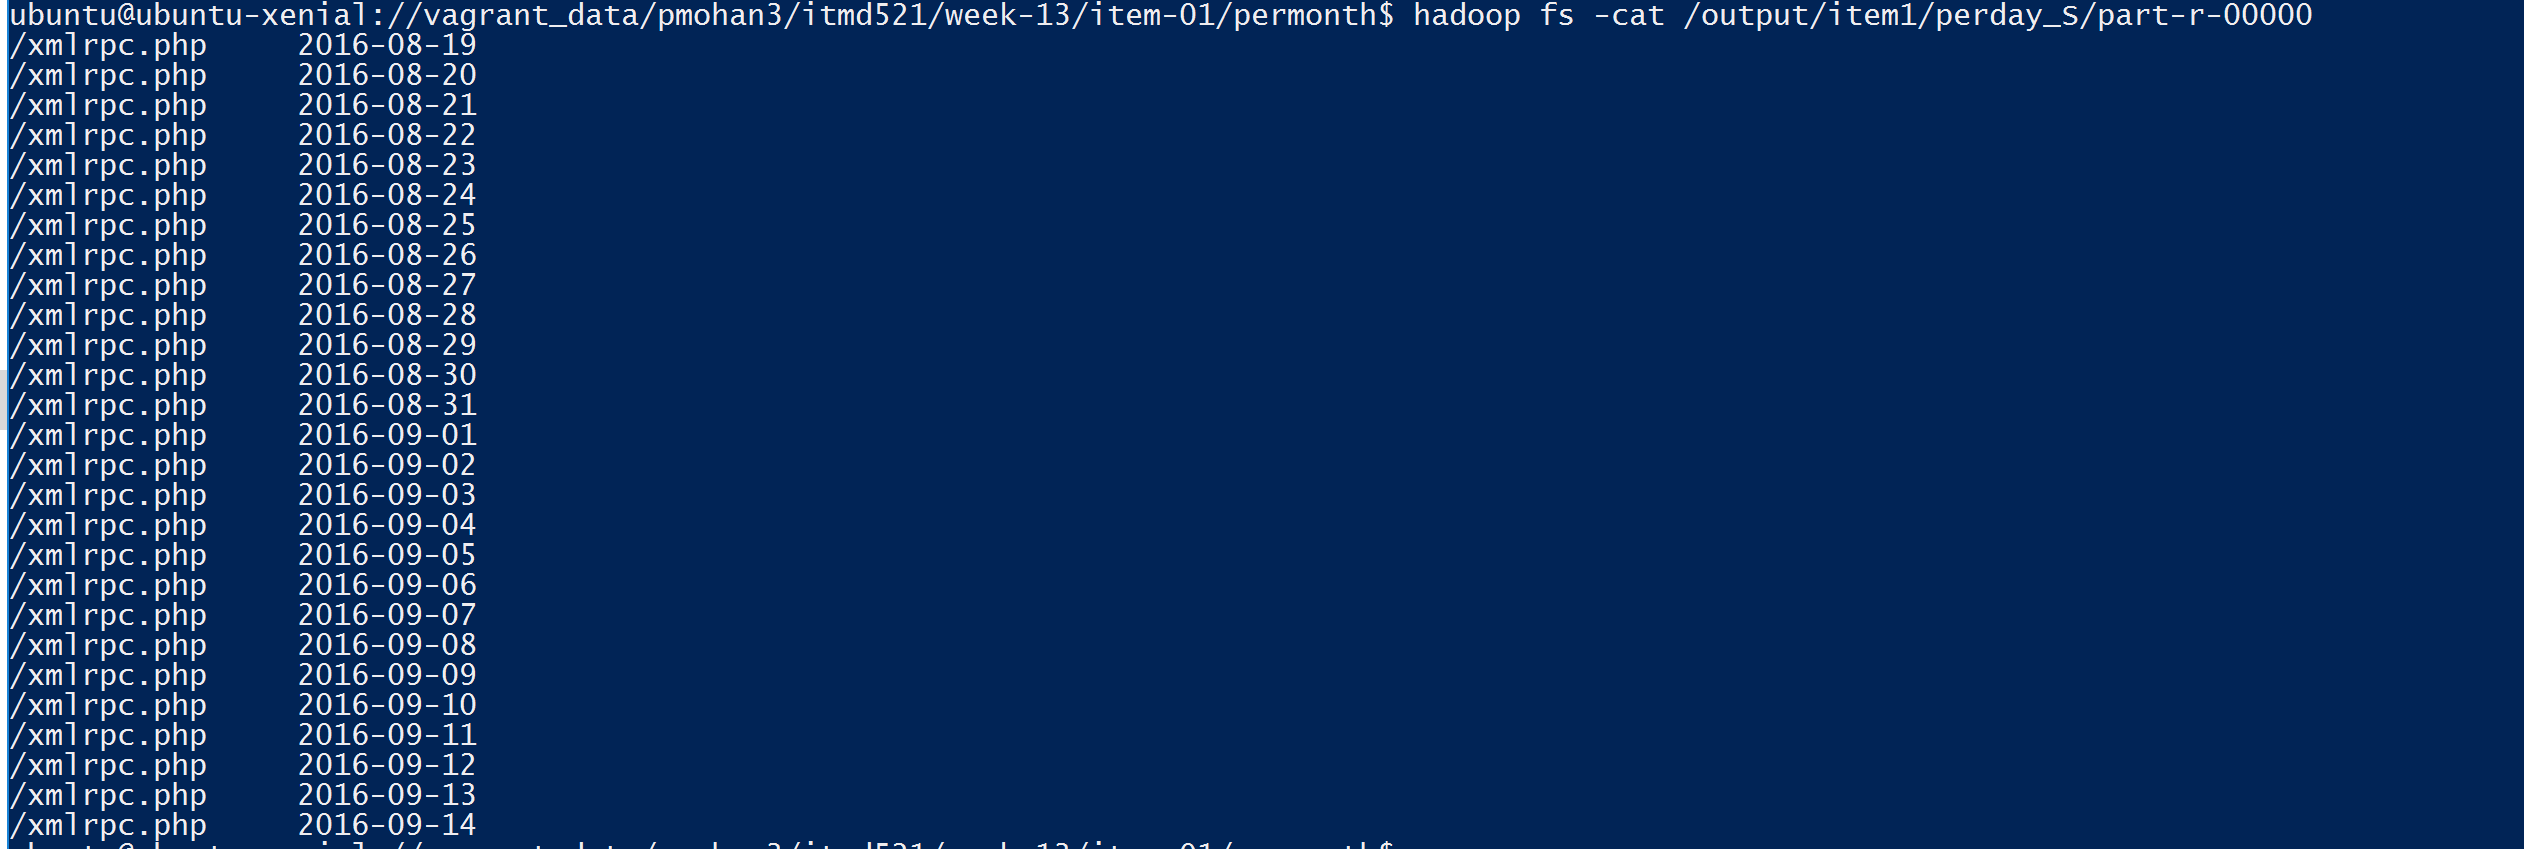 ubuntu@ubuntu-xenial://vagrant_data/pmohan3/itmd521/week-13/item-01/permonth$ hadoop fs -cat /output/item1/perday_S/part-r-00000
/xmlrpc.php     2016-08-19
/xmlrpc.php     2016-08-20
/xmlrpc.php     2016-08-21
/xmlrpc.php     2016-08-22
/xmlrpc.php     2016-08-23
/xmlrpc.php     2016-08-24
/xmlrpc.php     2016-08-25
/xmlrpc.php     2016-08-26
/xmlrpc.php     2016-08-27
/xmlrpc.php     2016-08-28
/xmlrpc.php     2016-08-29
/xmlrpc.php     2016-08-30
/xmlrpc.php     2016-08-31
/xmlrpc.php     2016-09-01
/xmlrpc.php     2016-09-02
/xmlrpc.php     2016-09-03
/xmlrpc.php     2016-09-04
/xmlrpc.php     2016-09-05
/xmlrpc.php     2016-09-06
/xmlrpc.php     2016-09-07
/xmlrpc.php     2016-09-08
/xmlrpc.php     2016-09-09
/xmlrpc.php     2016-09-10
/xmlrpc.php     2016-09-11
/xmlrpc.php     2016-09-12
/xmlrpc.php     2016-09-13
/xmlrpc.php     2016-09-14